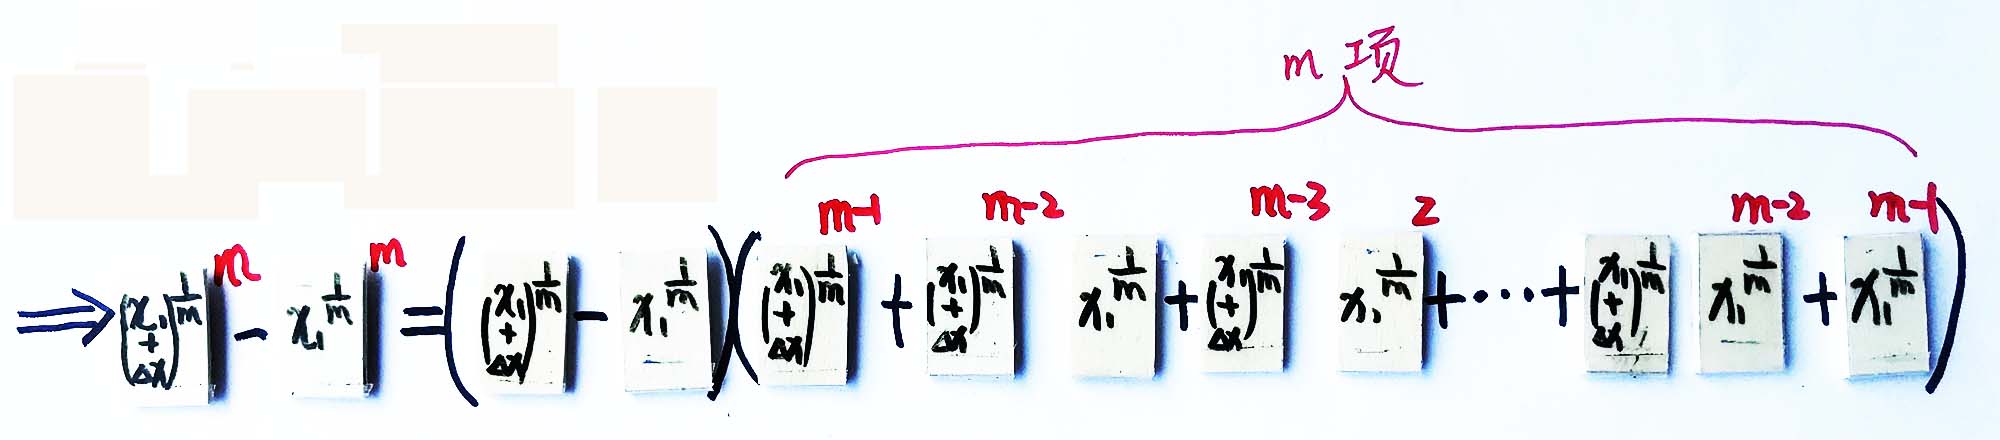 m 项
⇒ ((x₁+Δx)^(1/m))^m − (x₁^(1/m))^m = ((x₁+Δx)^(1/m) − x₁^(1/m)) (((x₁+Δx)^(1/m))^(m-1) + ((x₁+Δx)^(1/m))^(m-2) x₁^(1/m) + ((x₁+Δx)^(1/m))^(m-3) (x₁^(1/m))^2 + ⋯ + (x₁+Δx)^(1/m) (x₁^(1/m))^(m-2) + (x₁^(1/m))^(m-1))